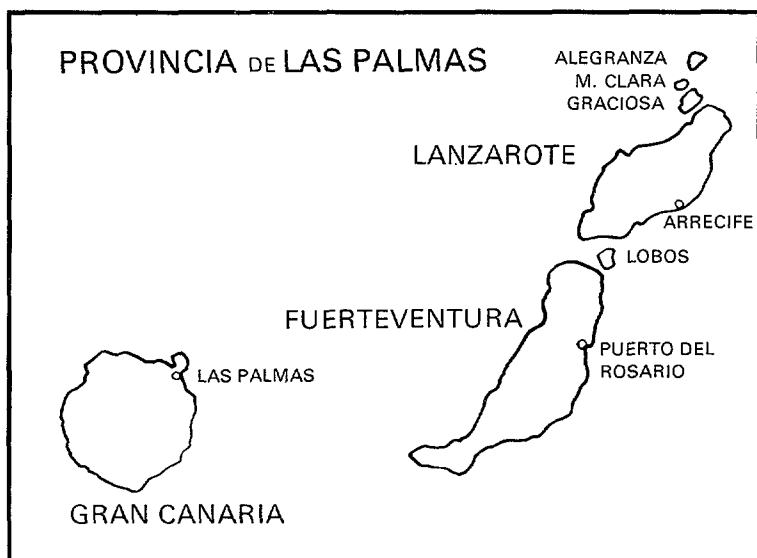 PROVINCIA DE LAS PALMAS
ALEGRANZA
M. CLARA
GRACIOSA
LANZAROTE
ARRECIFE
LOBOS
FUERTEVENTURA
PUERTO DEL
ROSARIO
LAS PALMAS
GRAN CANARIA